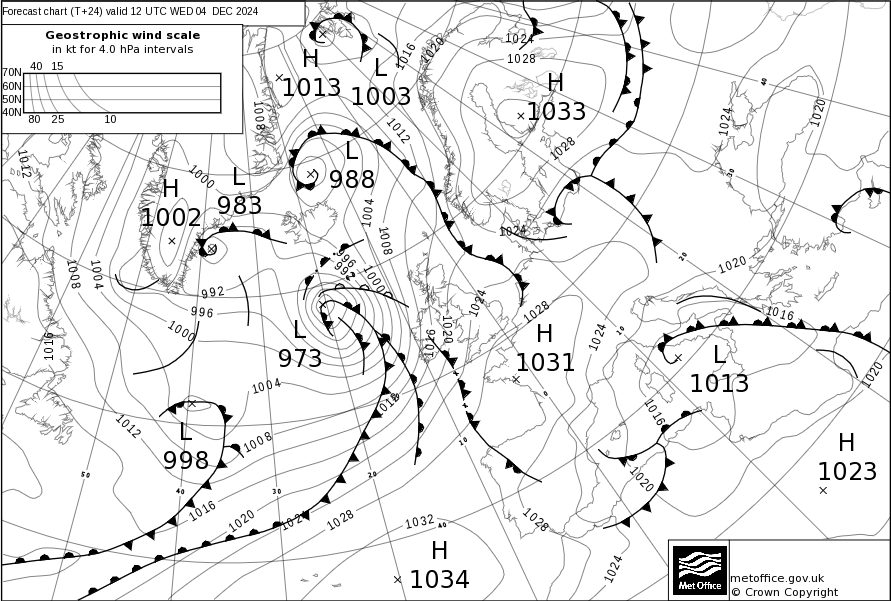 Forecast chart (T+24) valid 12 UTC WED 04 DEC 2024
Geostrophic wind scale
in kt for 4.0 hPa intervals
40 15
70N
60N
50N
40N
80 25 10
H
1013
L
1003
1016
1020
1024
1028
H
1033
1024
1020
40
1008
1012
1028
30
1012
1000
L
988
L
983
H
1002
1004
1008
1024
20
1020
1008
1004
992
996
1000
996
992
1000
1024
1028
1016
1016
L
973
1016
1020
H
1031
1024
10
L
1013
1020
0
1004
1012
1016
1012
L
998
1008
10
H
1023
50
40
30
20
1020
1016
1020
1024
1028
1032
40
1028
H
1034
1024
Met Office
metoffice.gov.uk
© Crown Copyright